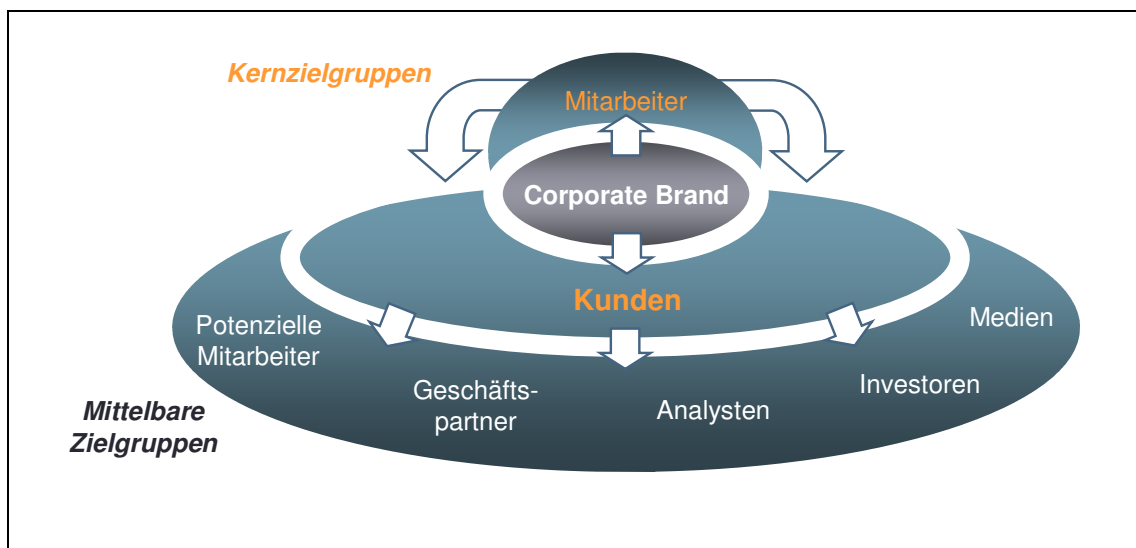 Kernzielgruppen
Mitarbeiter
Corporate Brand
Kunden
Potenzielle
Mitarbeiter
Geschäfts-
partner
Analysten
Investoren
Medien
Mittelbare
Zielgruppen